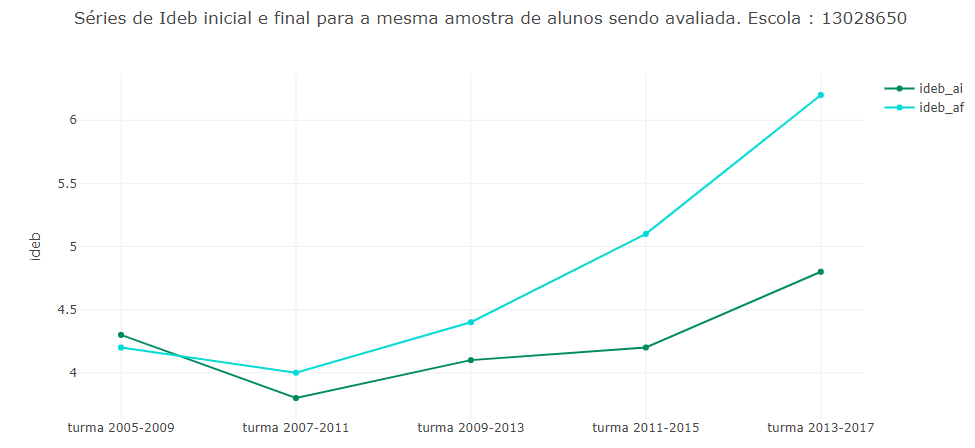 Séries de Ideb inicial e final para a mesma amostra de alunos sendo avaliada. Escola : 13028650
ideb_ai
ideb_af
6
5.5
5
4.5
4
ideb
turma 2005-2009
turma 2007-2011
turma 2009-2013
turma 2011-2015
turma 2013-2017